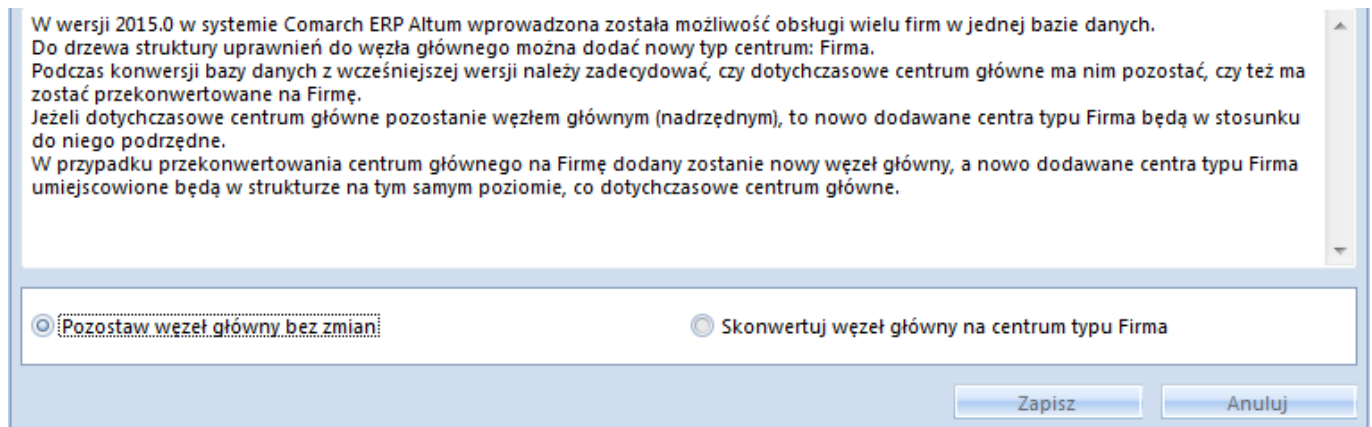 W wersji 2015.0 w systemie Comarch ERP Altum wprowadzona została możliwość obsługi wielu firm w jednej bazie danych.
Do drzewa struktury uprawnień do węzła głównego można dodać nowy typ centrum: Firma.
Podczas konwersji bazy danych z wcześniejszej wersji należy zadecydować, czy dotychczasowe centrum główne ma nim pozostać, czy też ma
zostać przekonwertowane na Firmę.
Jeżeli dotychczasowe centrum główne pozostanie węzłem głównym (nadrzędnym), to nowo dodawane centra typu Firma będą w stosunku
do niego podrzędne.
W przypadku przekonwertowania centrum głównego na Firmę dodany zostanie nowy węzeł główny, a nowo dodawane centra typu Firma
umiejscowione będą w strukturze na tym samym poziomie, co dotychczasowe centrum główne.
Pozostaw węzeł główny bez zmian Skonwertuj węzeł główny na centrum typu Firma
Zapisz Anuluj